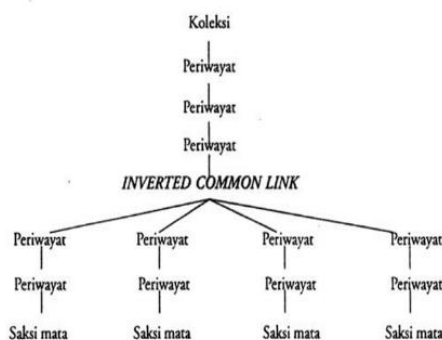 Koleksi
Periwayat
Periwayat
Periwayat
INVERTED COMMON LINK
Periwayat Periwayat Periwayat Periwayat
Periwayat Periwayat Periwayat Periwayat
Saksi mata Saksi mata Saksi mata Saksi mata